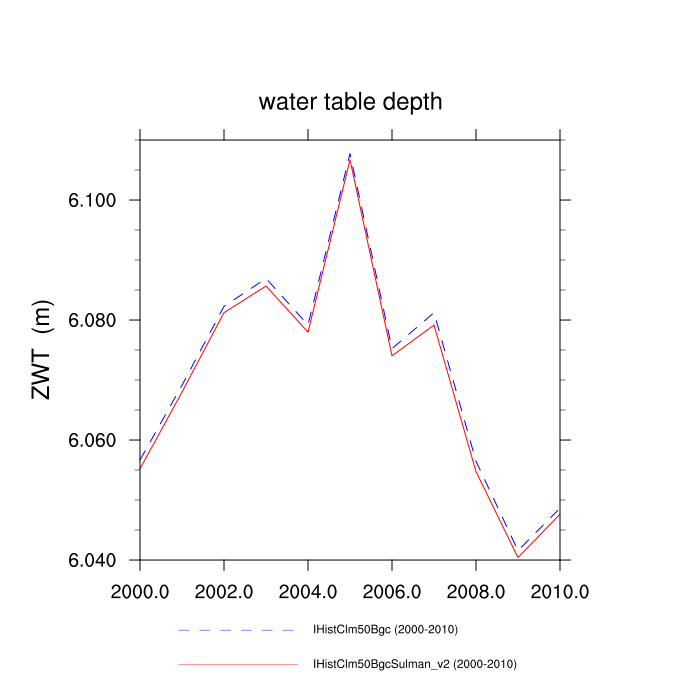 water table depth
ZWT (m)
6.100
6.080
6.060
6.040
2000.0 2002.0 2004.0 2006.0 2008.0 2010.0
IHistClm50Bgc (2000-2010)
IHistClm50BgcSulman_v2 (2000-2010)